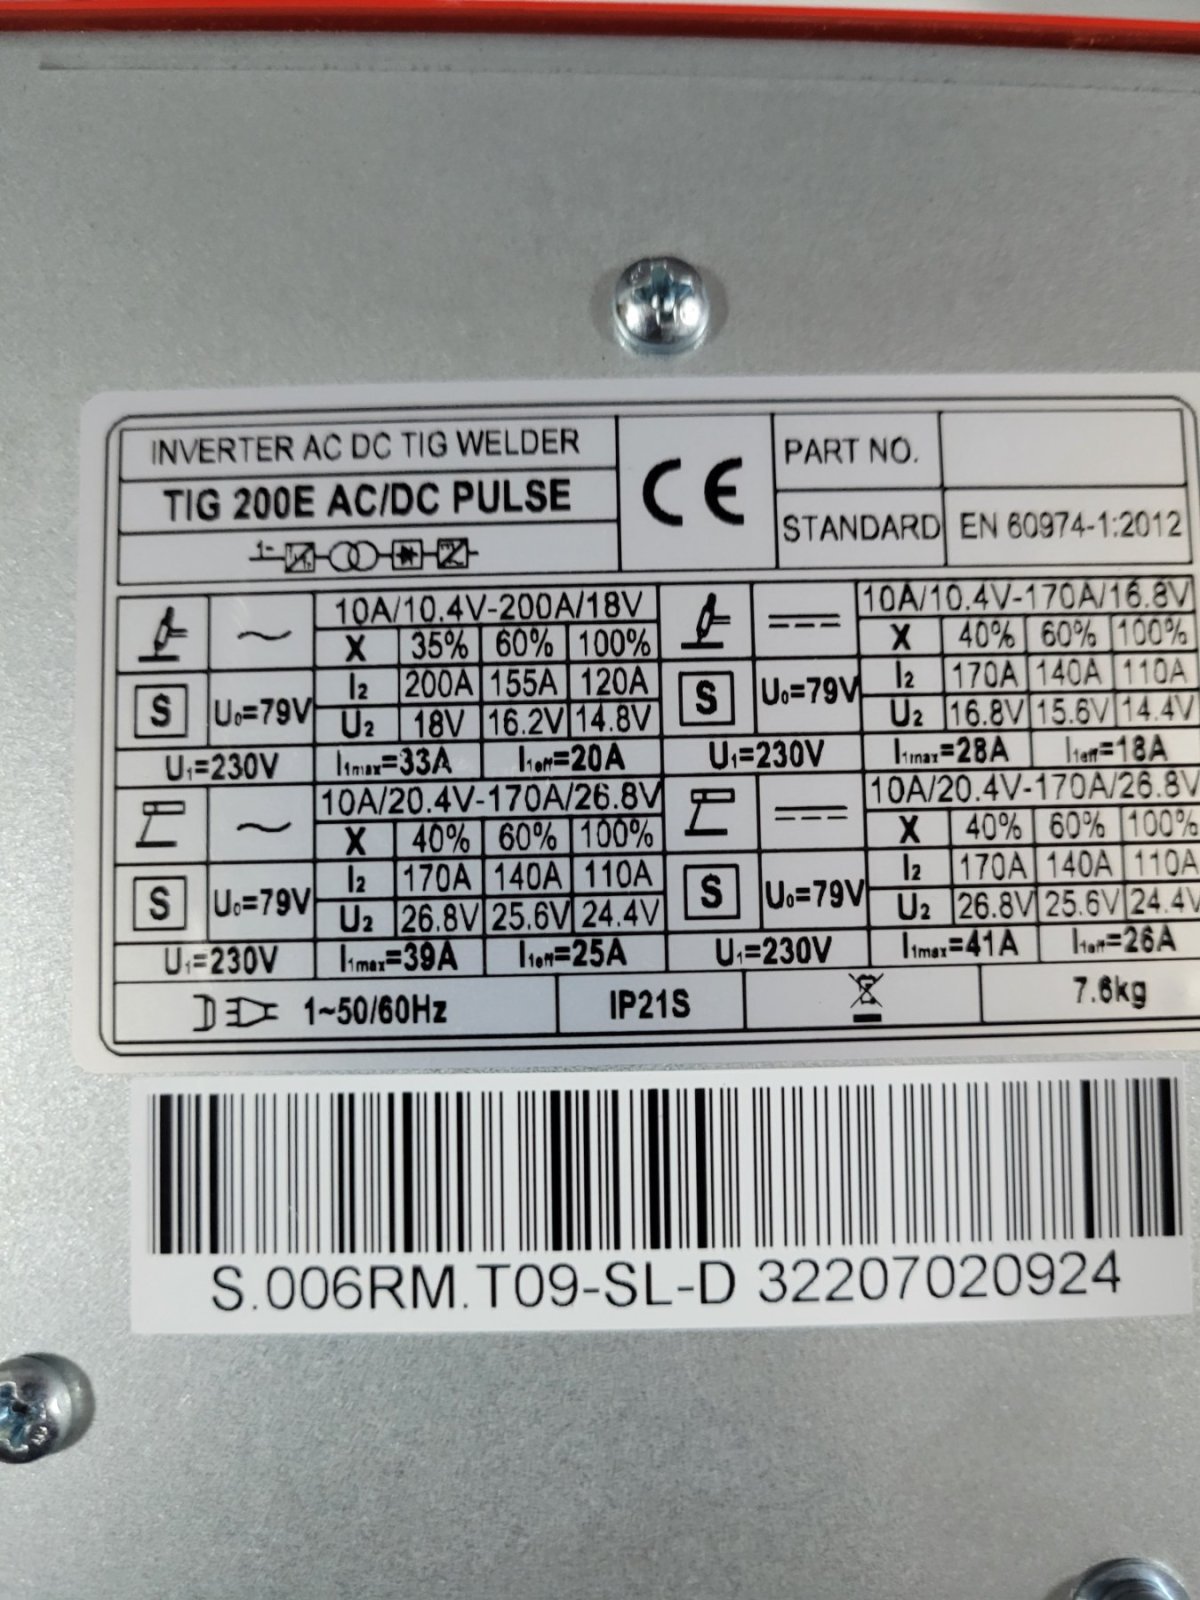 INVERTER AC DC TIG WELDER
TIG 200E AC/DC PULSE
1~
CE
PART NO.
STANDARD EN 60974-1:2012
10A/10.4V-200A/18V
X 35% 60% 100%
S U₀=79V
I₂ 200A 155A 120A
U₂ 18V 16.2V 14.8V
U₁=230V I₁max=33A I₁eff=20A
10A/10.4V-170A/16.8V
X 40% 60% 100%
S U₀=79V
I₂ 170A 140A 110A
U₂ 16.8V 15.6V 14.4V
U₁=230V I₁max=28A I₁eff=18A
10A/20.4V-170A/26.8V
X 40% 60% 100%
S U₀=79V
I₂ 170A 140A 110A
U₂ 26.8V 25.6V 24.4V
U₁=230V I₁max=39A I₁eff=25A
10A/20.4V-170A/26.8V
X 40% 60% 100%
S U₀=79V
I₂ 170A 140A 110A
U₂ 26.8V 25.6V 24.4V
U₁=230V I₁max=41A I₁eff=26A
1~50/60Hz IP21S 7.6kg
S.006RM.T09-SL-D 32207020924